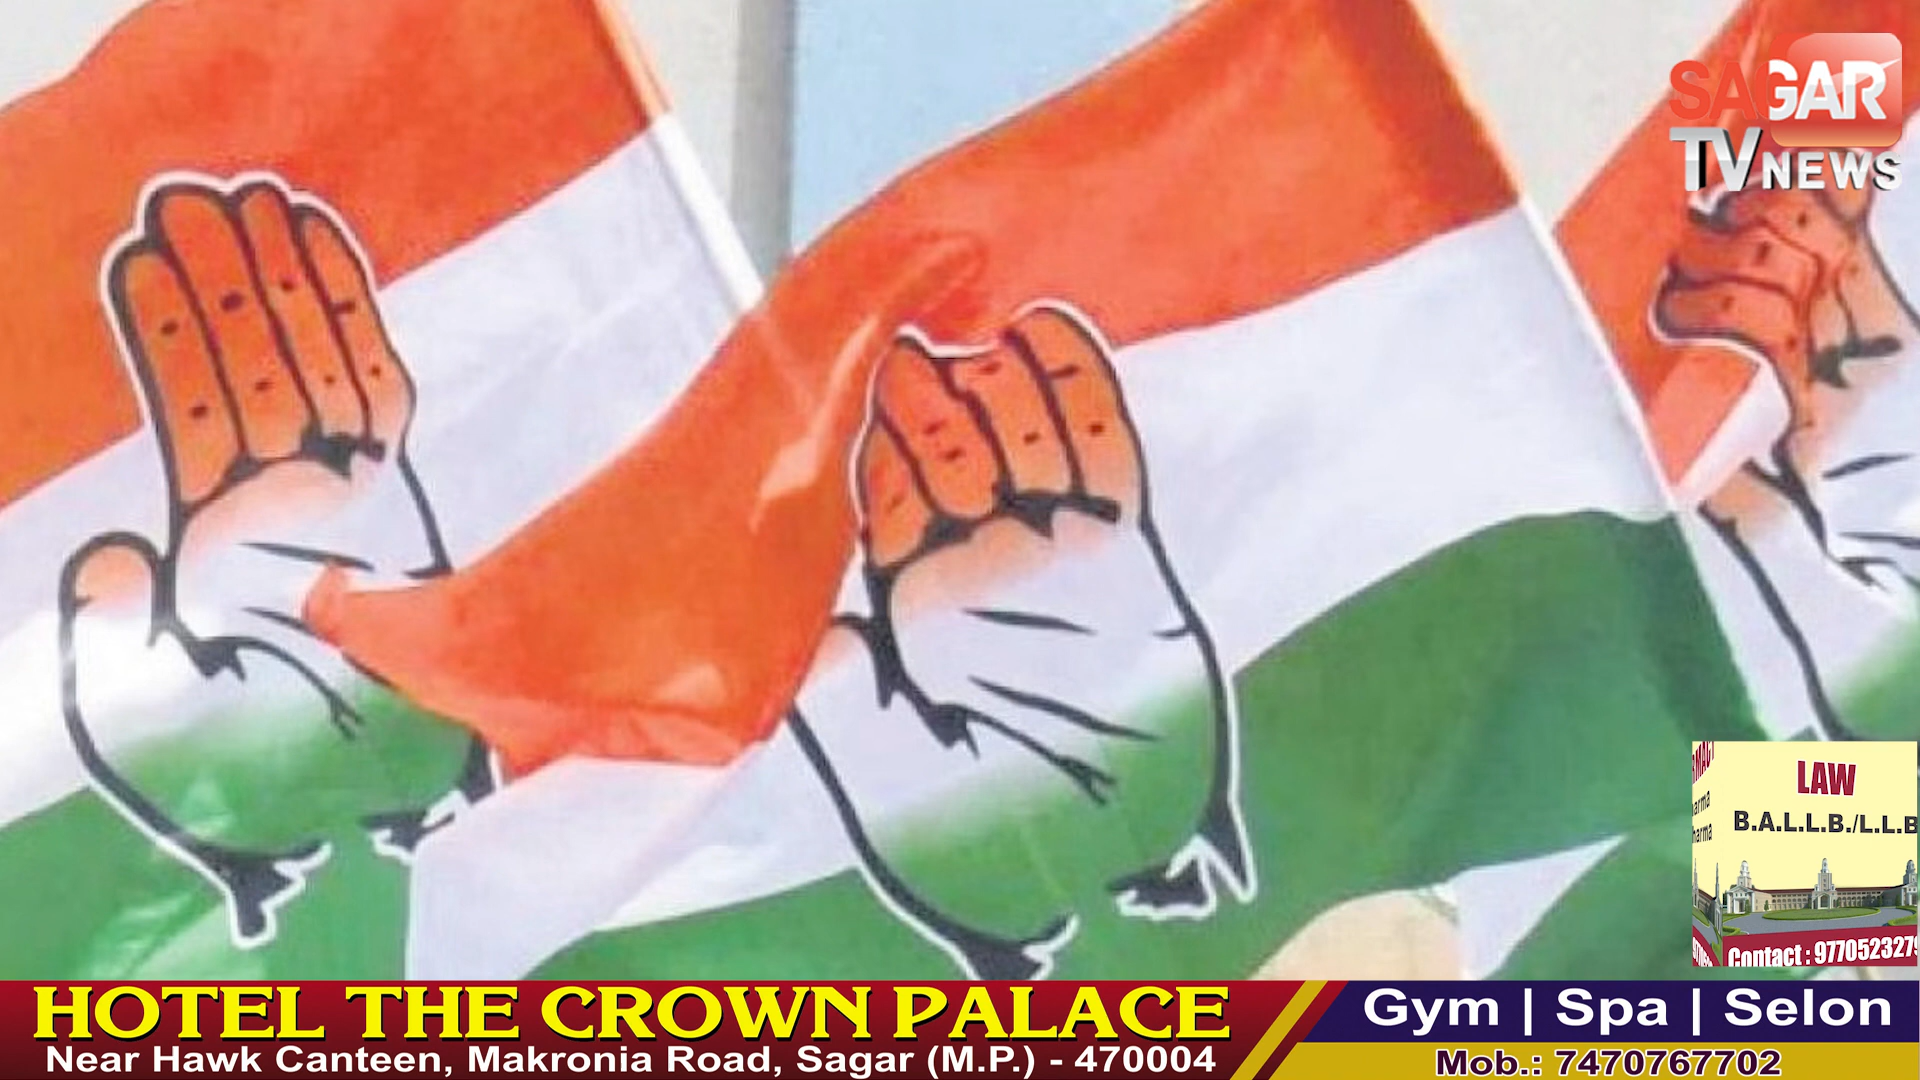 SAGAR
TV NEWS
LAW
B.A.L.L.B./L.L.B
Contact : 9770523279
HOTEL THE CROWN PALACE
Near Hawk Canteen, Makronia Road, Sagar (M.P.) - 470004
Gym | Spa | Selon
Mob.: 7470767702